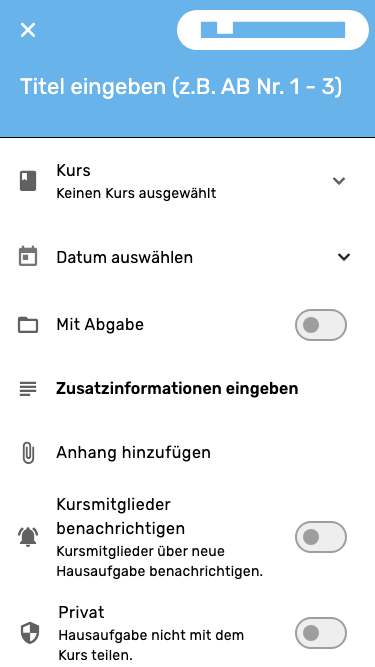 Titel eingeben (z.B. AB Nr. 1 - 3)
Kurs
Keinen Kurs ausgewählt
Datum auswählen
Mit Abgabe
Zusatzinformationen eingeben
Anhang hinzufügen
Kursmitglieder
benachrichtigen
Kursmitglieder über neue
Hausaufgabe benachrichtigen.
Privat
Hausaufgabe nicht mit dem
Kurs teilen.